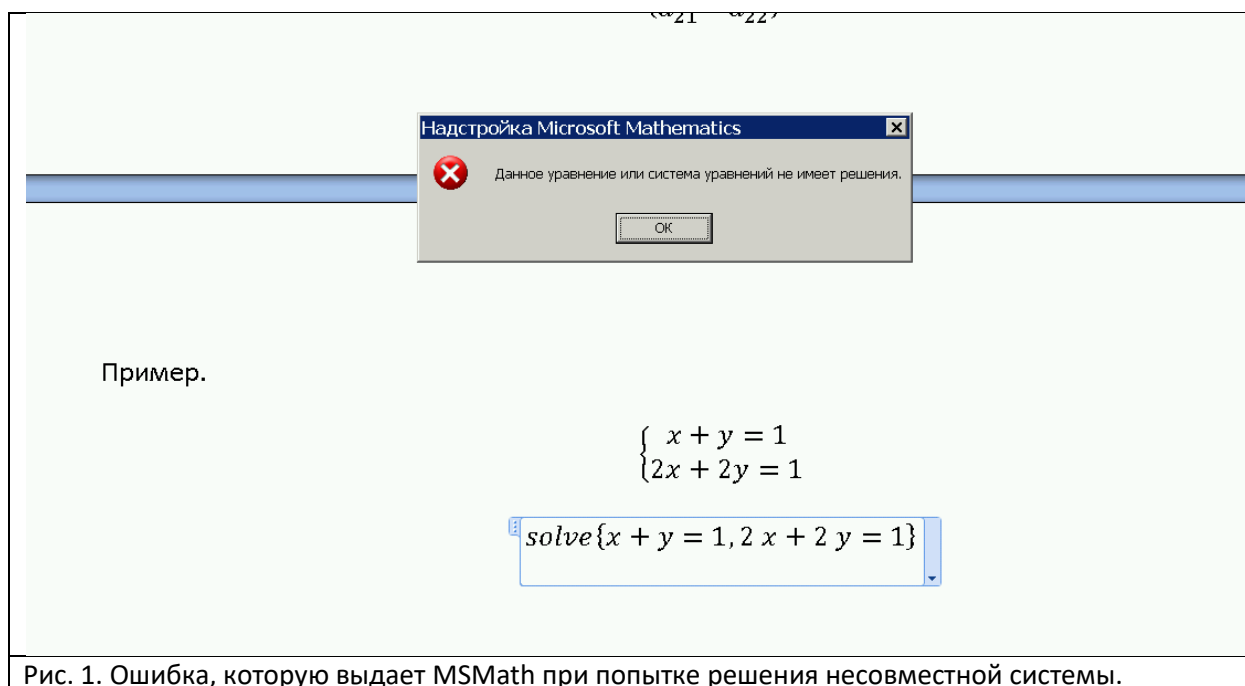 Надстройка Microsoft Mathematics
Данное уравнение или система уравнений не имеет решения.
ОК
Пример.
{ x + y = 1
2x + 2y = 1
solve{x + y = 1, 2 x + 2 y = 1}
Рис. 1. Ошибка, которую выдает MSMath при попытке решения несовместной системы.